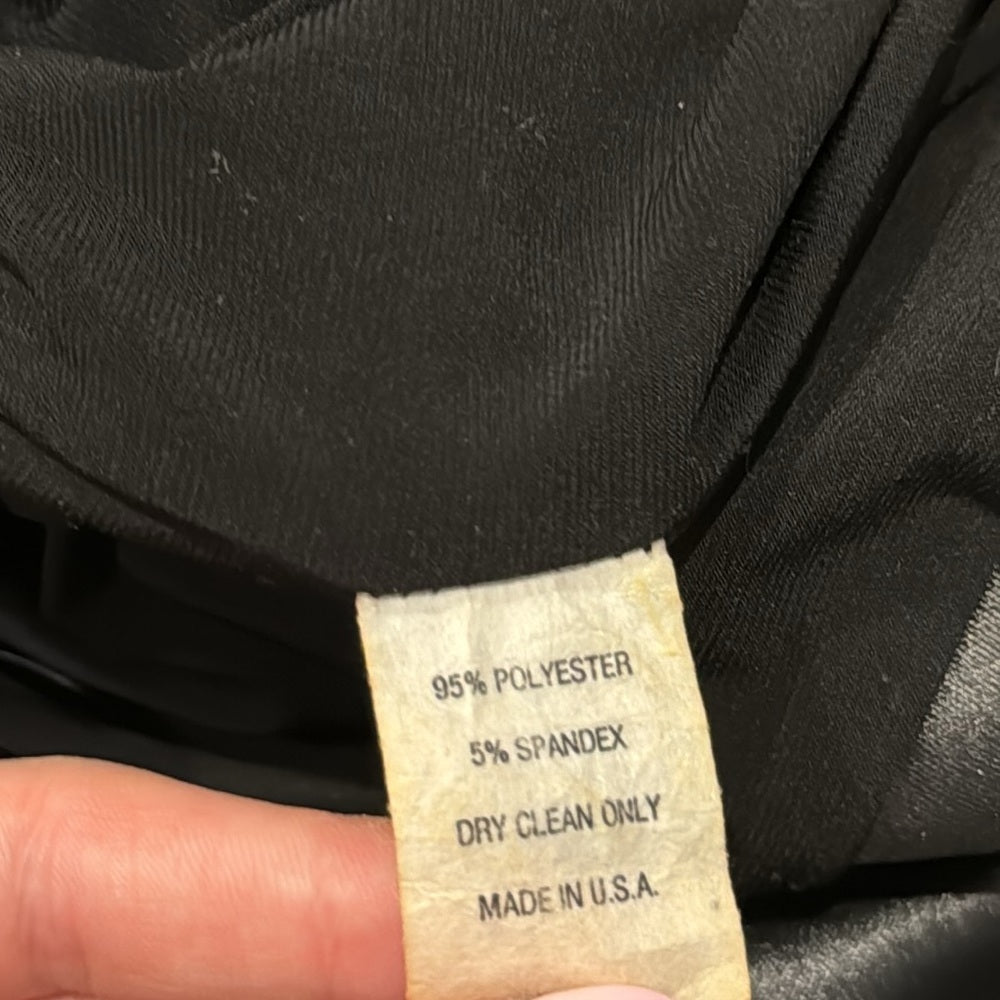 95% POLYESTER
5% SPANDEX
DRY CLEAN ONLY
MADE IN U.S.A.